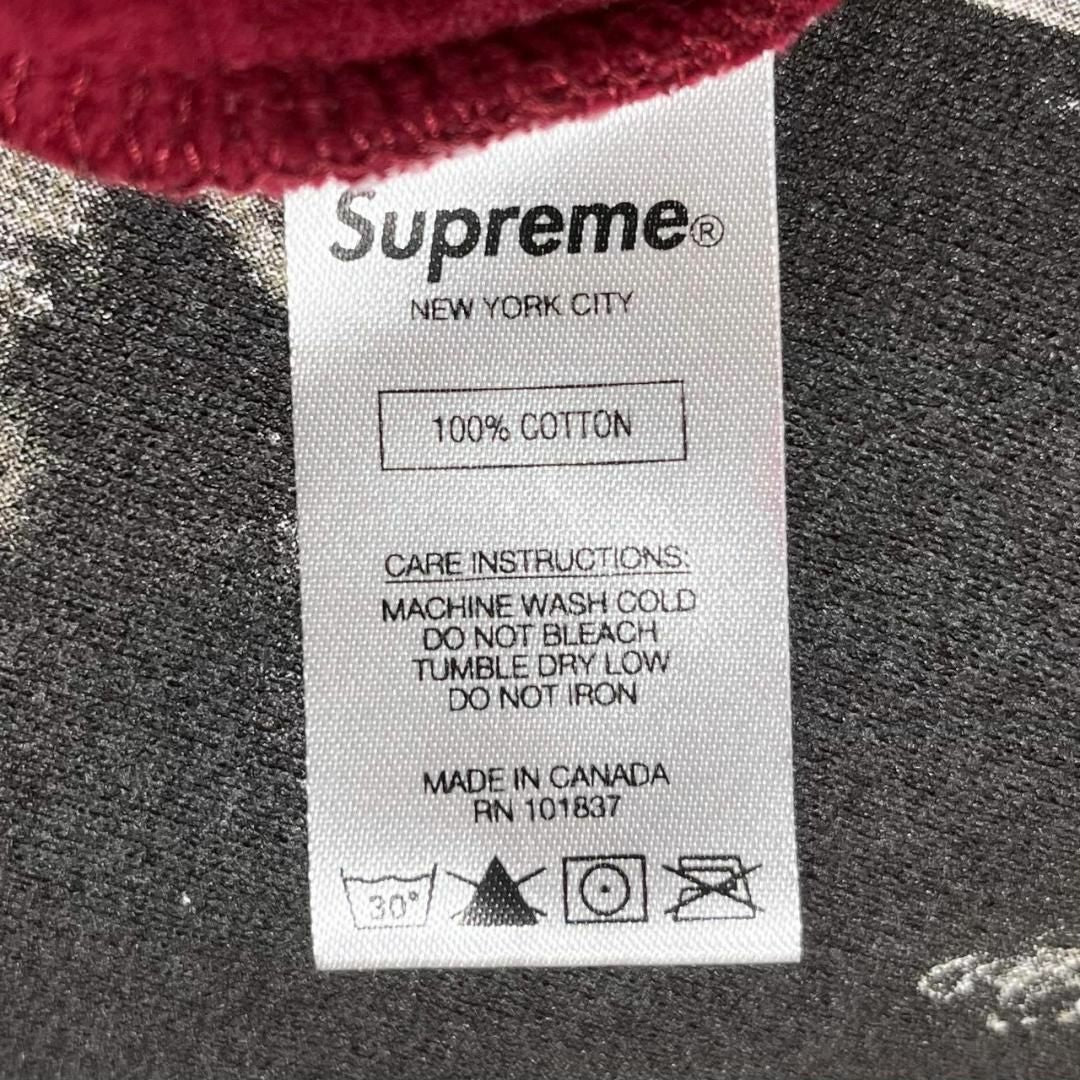 Supreme®
NEW YORK CITY
100% COTTON
CARE INSTRUCTIONS:
MACHINE WASH COLD
DO NOT BLEACH
TUMBLE DRY LOW
DO NOT IRON
MADE IN CANADA
RN 101837
30°